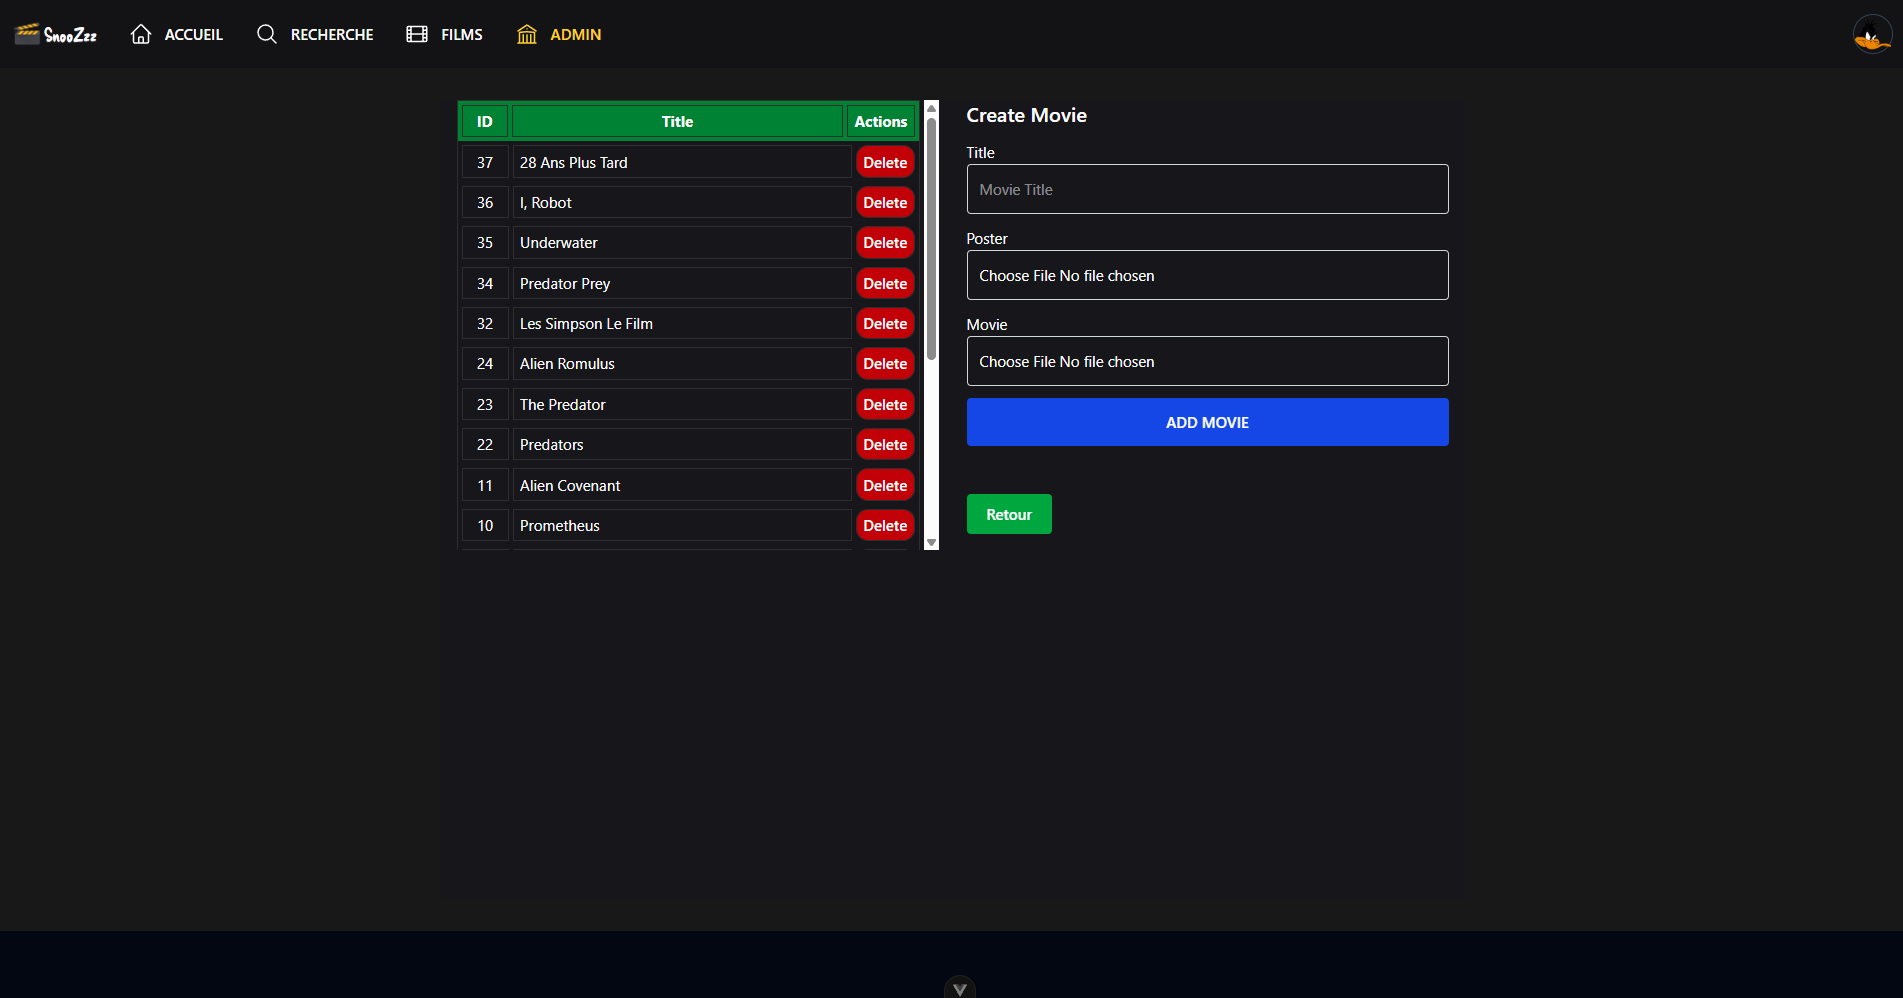 SnooZzz ACCUEIL RECHERCHE FILMS ADMIN
ID Title Actions
37 28 Ans Plus Tard Delete
36 I, Robot Delete
35 Underwater Delete
34 Predator Prey Delete
32 Les Simpson Le Film Delete
24 Alien Romulus Delete
23 The Predator Delete
22 Predators Delete
11 Alien Covenant Delete
10 Prometheus Delete
Create Movie
Title
Movie Title
Poster
Choose File No file chosen
Movie
Choose File No file chosen
ADD MOVIE
Retour